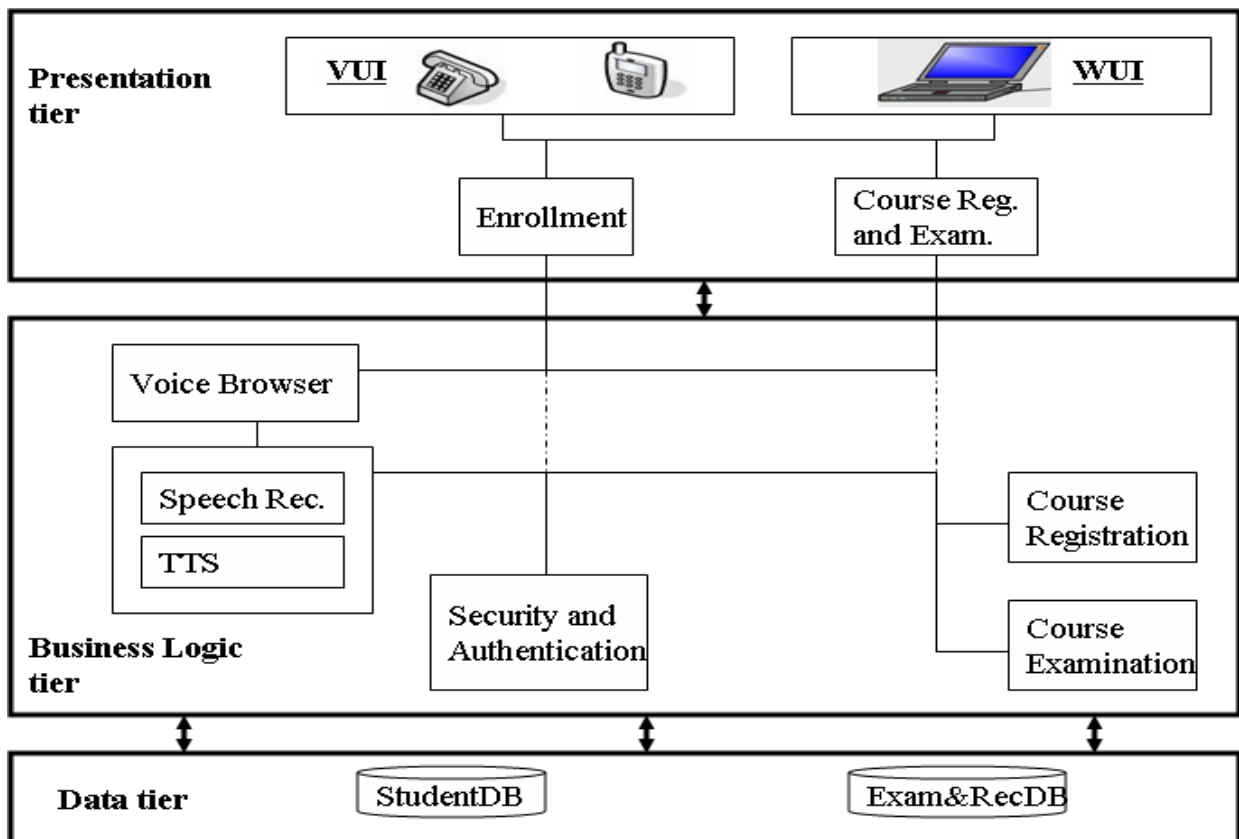 Presentation
tier
VUI
WUI
Enrollment
Course Reg.
and Exam.
Voice Browser
Speech Rec.
TTS
Security and
Authentication
Course
Registration
Course
Examination
Business Logic
tier
Data tier
StudentDB
Exam&RecDB